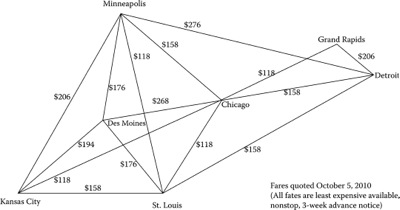 Minneapolis
$276
Grand Rapids
$118
$158
$206
Detroit
$118
$176
$158
$206
$268
Chicago
Des Moines
$194
$176
$118
$158
$118
$158
Kansas City
St. Louis
Fares quoted October 5, 2010
(All fates are least expensive available,
nonstop, 3-week advance notice)